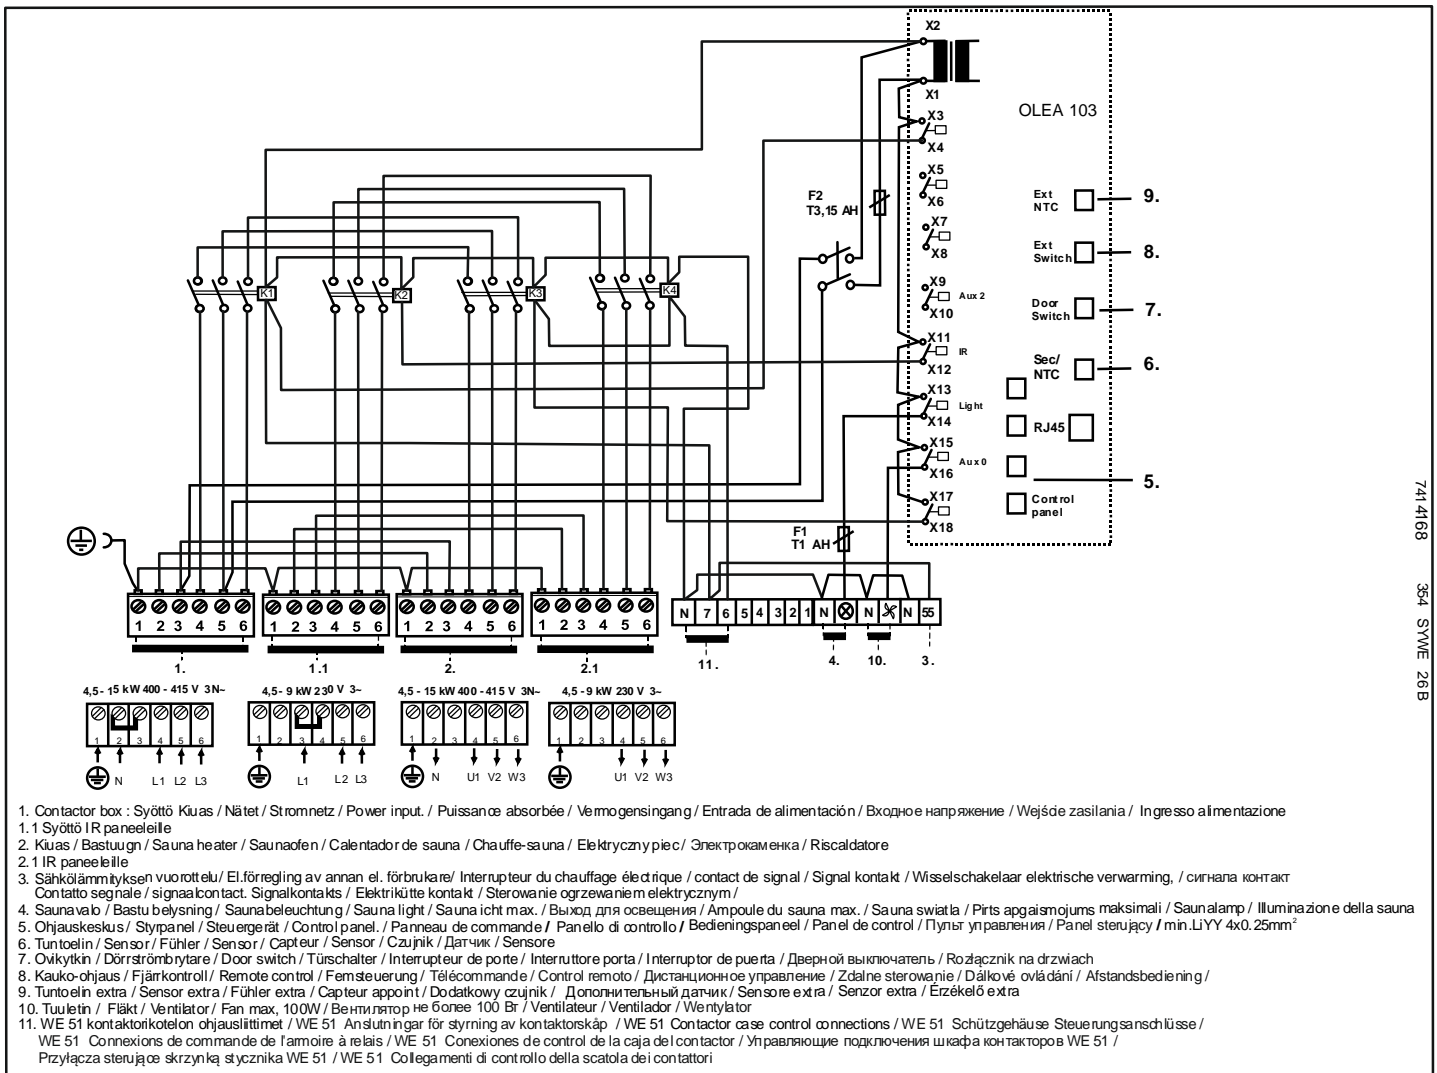 X2
X1
OLEA 103
X3
X4
X5
X6
F2
T3,15 AH
Ext
NTC
9.
X7
X8
Ext
Switch
8.
K1
K2
K3
K4
X9
Aux 2
X10
Door
Switch
7.
X11
IR
X12
Sec/
NTC
6.
X13
Light
X14
RJ45
X15
Aux 0
X16
5.
X17
X18
Control
panel
F1
T1 AH
7414168 354 SYVVE 26 B
1 2 3 4 5 6
1 2 3 4 5 6
1 2 3 4 5 6
1 2 3 4 5 6
N 7 6 5 4 3 2 1 N N N 55
1. 1.1 2. 2.1 11. 4. 10. 3.
4,5 - 15 kW 400 - 415 V 3N~
4,5 - 9 kW 230 V 3~
4,5 - 15 kW 400 - 415 V 3N~
4,5 - 9 kW 230 V 3~
1 2 3 4 5 6
1 2 3 4 5 6
1 2 3 4 5 6
1 2 3 4 5 6
N L1 L2 L3
L1 L2 L3
N U1 V2 W3
U1 V2 W3
1. Contactor box : Syöttö Kiuas / Nätet / Stromnetz / Power input. / Puissance absorbée / Vermogensingang / Entrada de alimentación / Входное напряжение / Wejście zasilania / Ingresso alimentazione
1.1 Syöttö IR paneeleille
2. Kiuas / Bastuugn / Sauna heater / Saunaofen / Calentador de sauna / Chauffe-sauna / Elektryczny piec / Электрокаменка / Riscaldatore
2.1 IR paneeleille
3. Sähkölämmityksen vuorottelu/ El.förregling av annan el. förbrukare/ Interrupteur du chauffage électrique / contact de signal / Signal kontakt / Wisselschakelaar elektrische verwarming, / сигнала контакт
Contatto segnale / signaalcontact. Signalkontakts / Elektrikütte kontakt / Sterowanie ogrzewaniem elektrycznym /
4. Saunavalo / Bastu belysning / Saunabeleuchtung / Sauna light / Sauna licht max. / Выход для освещения / Ampoule du sauna max. / Sauna swiatla / Pirts apgaismojums maksimali / Saunalamp / Illuminazione della sauna
5. Ohjauskeskus / Styrpanel / Steuergerät / Control panel. / Panneau de commande / Panello di controllo / Bedieningspaneel / Panel de control / Пульт управления / Panel sterujący / min.LiYY 4x0.25mm²
6. Tuntoelin / Sensor / Fühler / Sensor / Capteur / Sensor / Czujnik / Датчик / Sensore
7. Ovikytkin / Dörrströmbrytare / Door switch / Türschalter / Interrupteur de porte / Interruttore porta / Interruptor de puerta / Дверной выключатель / Rozłącznik na drzwiach
8. Kauko-ohjaus / Fjärrkontroll / Remote control / Fernsteuerung / Télécommande / Control remoto / Дистанционное управление / Zdalne sterowanie / Dálkové ovládání / Afstandsbediening /
9. Tuntoelin extra / Sensor extra / Fühler extra / Capteur appoint / Dodatkowy czujnik / Дополнительный датчик / Sensore extra / Senzor extra / Érzékelő extra
10. Tuuletin / Fläkt / Ventilator / Fan max, 100W / Вентилятор не более 100 Вг / Ventilateur / Ventilador / Wentylator
11. WE 51 kontaktorikotelon ohjausliittimet / WE 51 Anslutningar för styrning av kontaktorskåp / WE 51 Contactor case control connections / WE 51 Schützgehäuse Steuerungsanschlüsse /
WE 51 Connexions de commande de l'armoire à relais / WE 51 Conexiones de control de la caja del contactor / Управляющие подключения шкафа контакторов WE 51 /
Przyłącza sterujące skrzynką stycznika WE 51 / WE 51 Collegamenti di controllo della scatola dei contattori